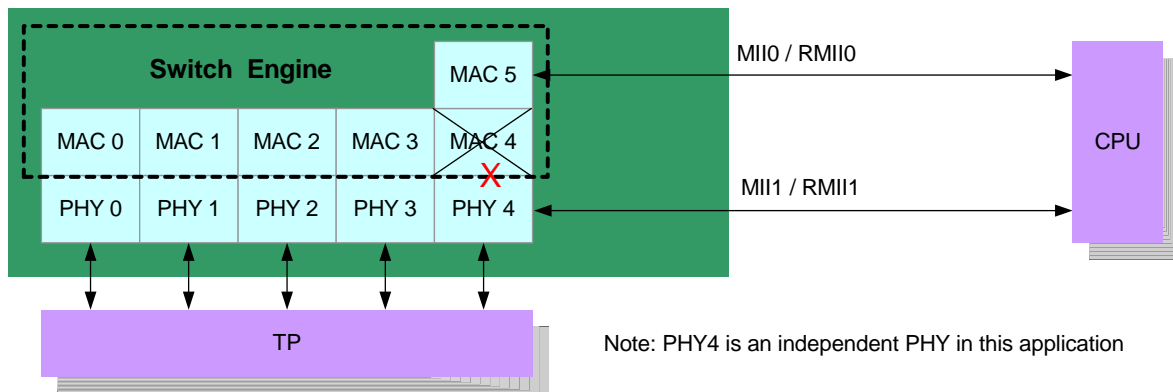 MII0 / RMII0
Switch Engine
MAC 5
MAC 0
MAC 1
MAC 2
MAC 3
MAC 4
CPU
X
MII1 / RMII1
PHY 0
PHY 1
PHY 2
PHY 3
PHY 4
TP
Note: PHY4 is an independent PHY in this application